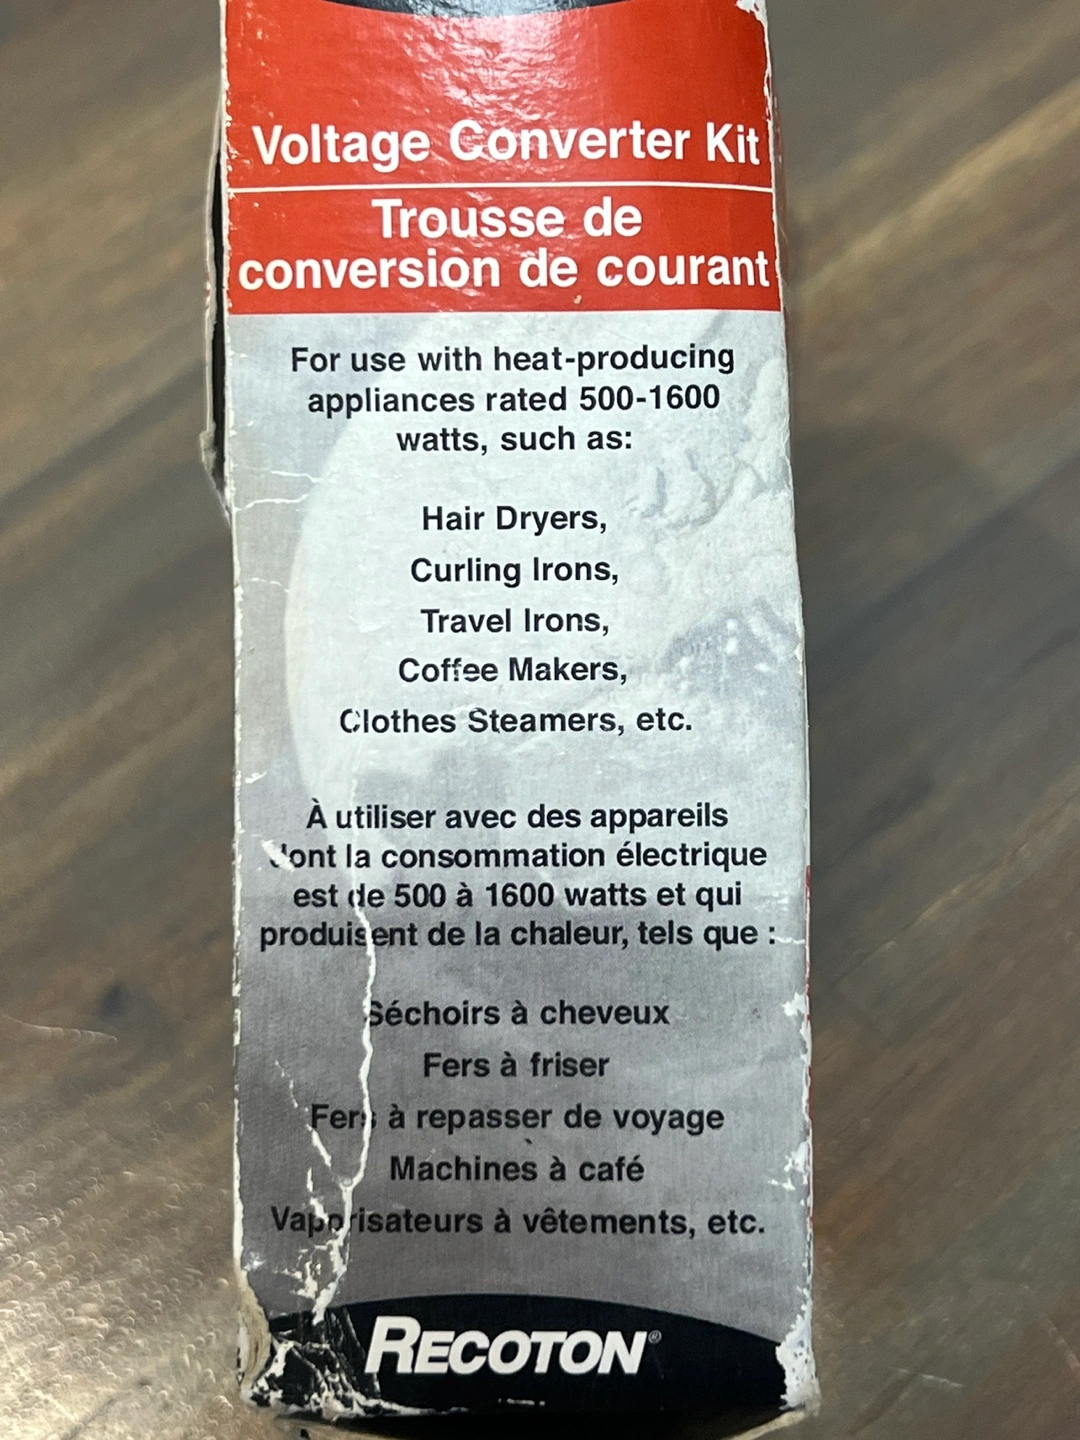 Voltage Converter Kit
Trousse de
conversion de courant
For use with heat-producing
appliances rated 500-1600
watts, such as:
Hair Dryers,
Curling Irons,
Travel Irons,
Coffee Makers,
Clothes Steamers, etc.
À utiliser avec des appareils
dont la consommation électrique
est de 500 à 1600 watts et qui
produisent de la chaleur, tels que :
Séchoirs à cheveux
Fers à friser
Fers à repasser de voyage
Machines à café
Vaporisateurs à vêtements, etc.
RECOTON®